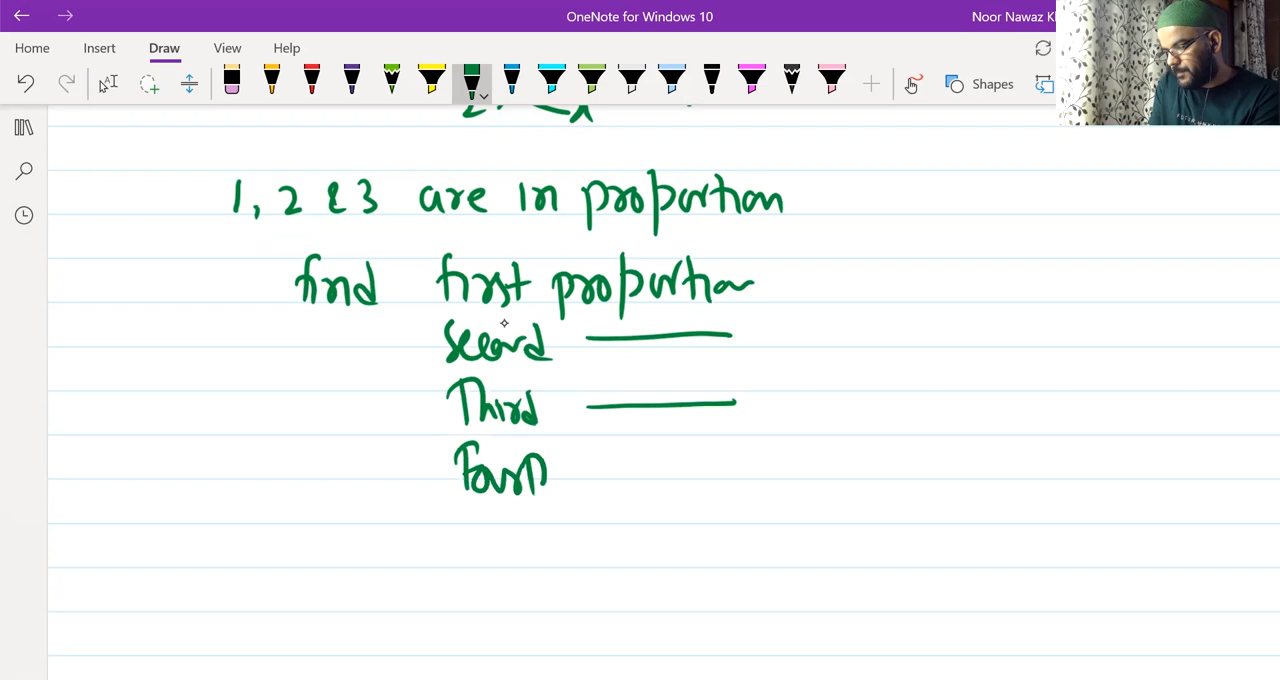 OneNote for Windows 10
Noor Nawaz
Home Insert Draw View Help
Shapes
1, 2 & 3 are in proportion
find first proportion
Second
Third